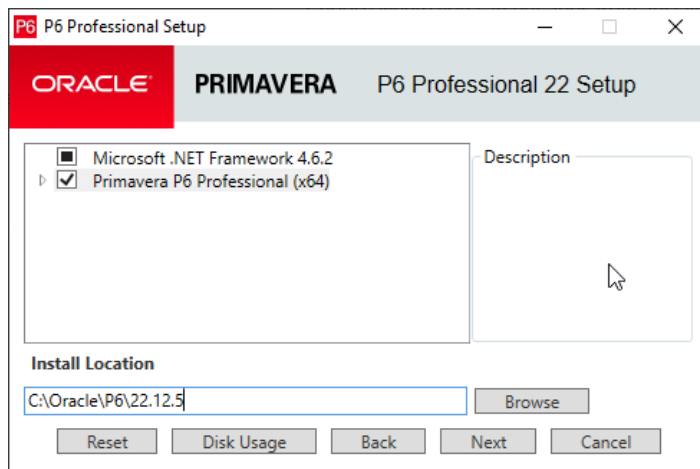 P6 P6 Professional Setup
ORACLE PRIMAVERA P6 Professional 22 Setup
Microsoft .NET Framework 4.6.2
Primavera P6 Professional (x64)
Description
Install Location
C:\Oracle\P6\22.12.5
Browse
Reset Disk Usage Back Next Cancel